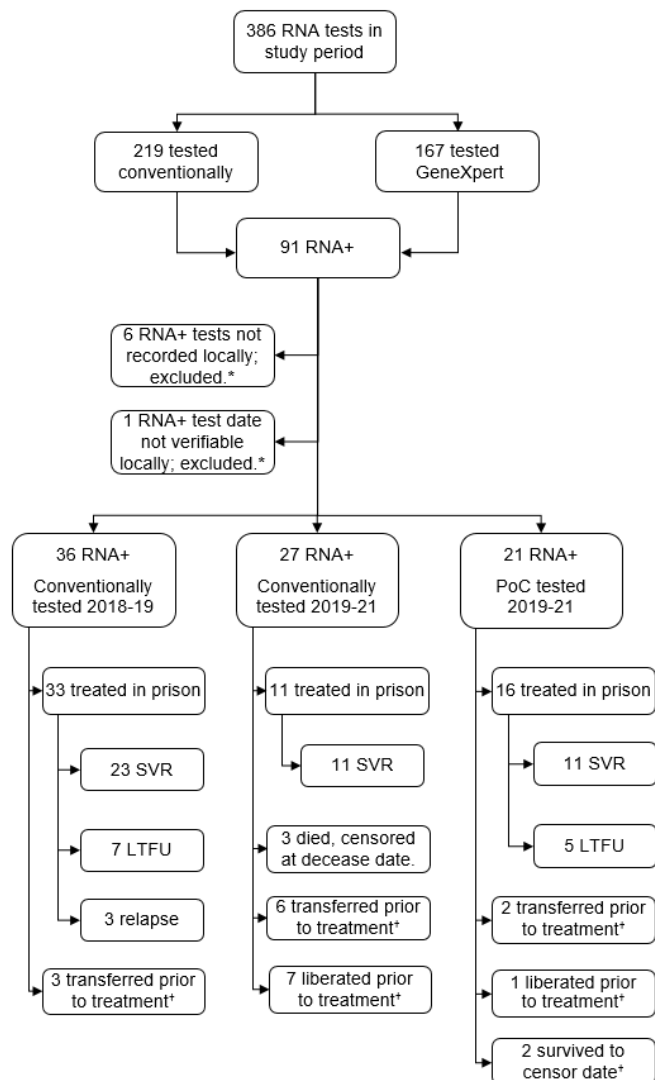 386 RNA tests in
study period
219 tested
conventionally
167 tested
GeneXpert
91 RNA+
6 RNA+ tests not
recorded locally;
excluded.*
1 RNA+ test date
not verifiable
locally; excluded.*
36 RNA+
Conventionally
tested 2018-19
27 RNA+
Conventionally
tested 2019-21
21 RNA+
PoC tested
2019-21
33 treated in prison
11 treated in prison
16 treated in prison
23 SVR
11 SVR
11 SVR
7 LTFU
3 died, censored
at decease date.
5 LTFU
3 relapse
6 transferred prior
to treatment†
2 transferred prior
to treatment†
3 transferred prior
to treatment†
7 liberated prior
to treatment†
1 liberated prior
to treatment†
2 survived to
censor date†